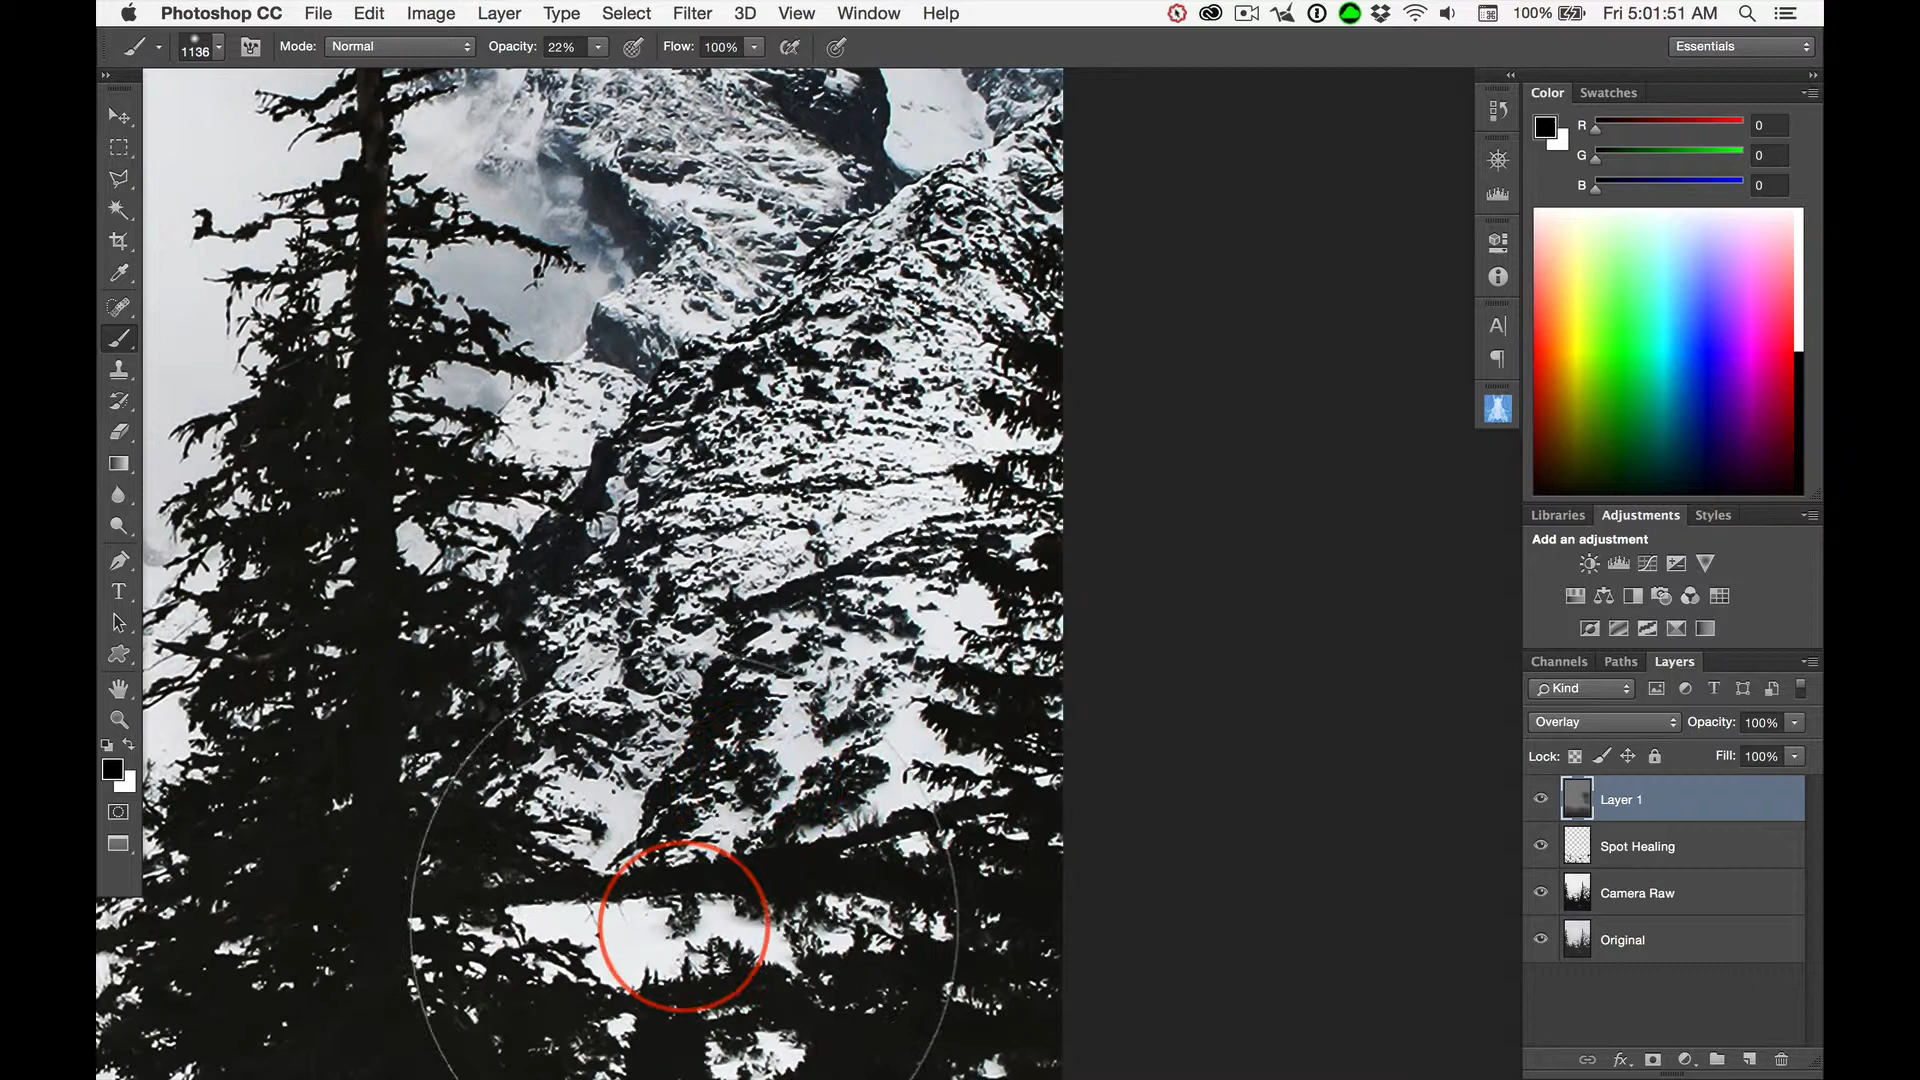 Photoshop CC File Edit Image Layer Type Select Filter 3D View Window Help 100% Fri 5:01:51 AM
1136 Mode: Normal Opacity: 22% Flow: 100% Essentials
Color Swatches
R 0
G 0
B 0
Libraries Adjustments Styles
Add an adjustment
Channels Paths Layers
Kind
Overlay Opacity: 100%
Lock: Fill: 100%
Layer 1
Spot Healing
Camera Raw
Original